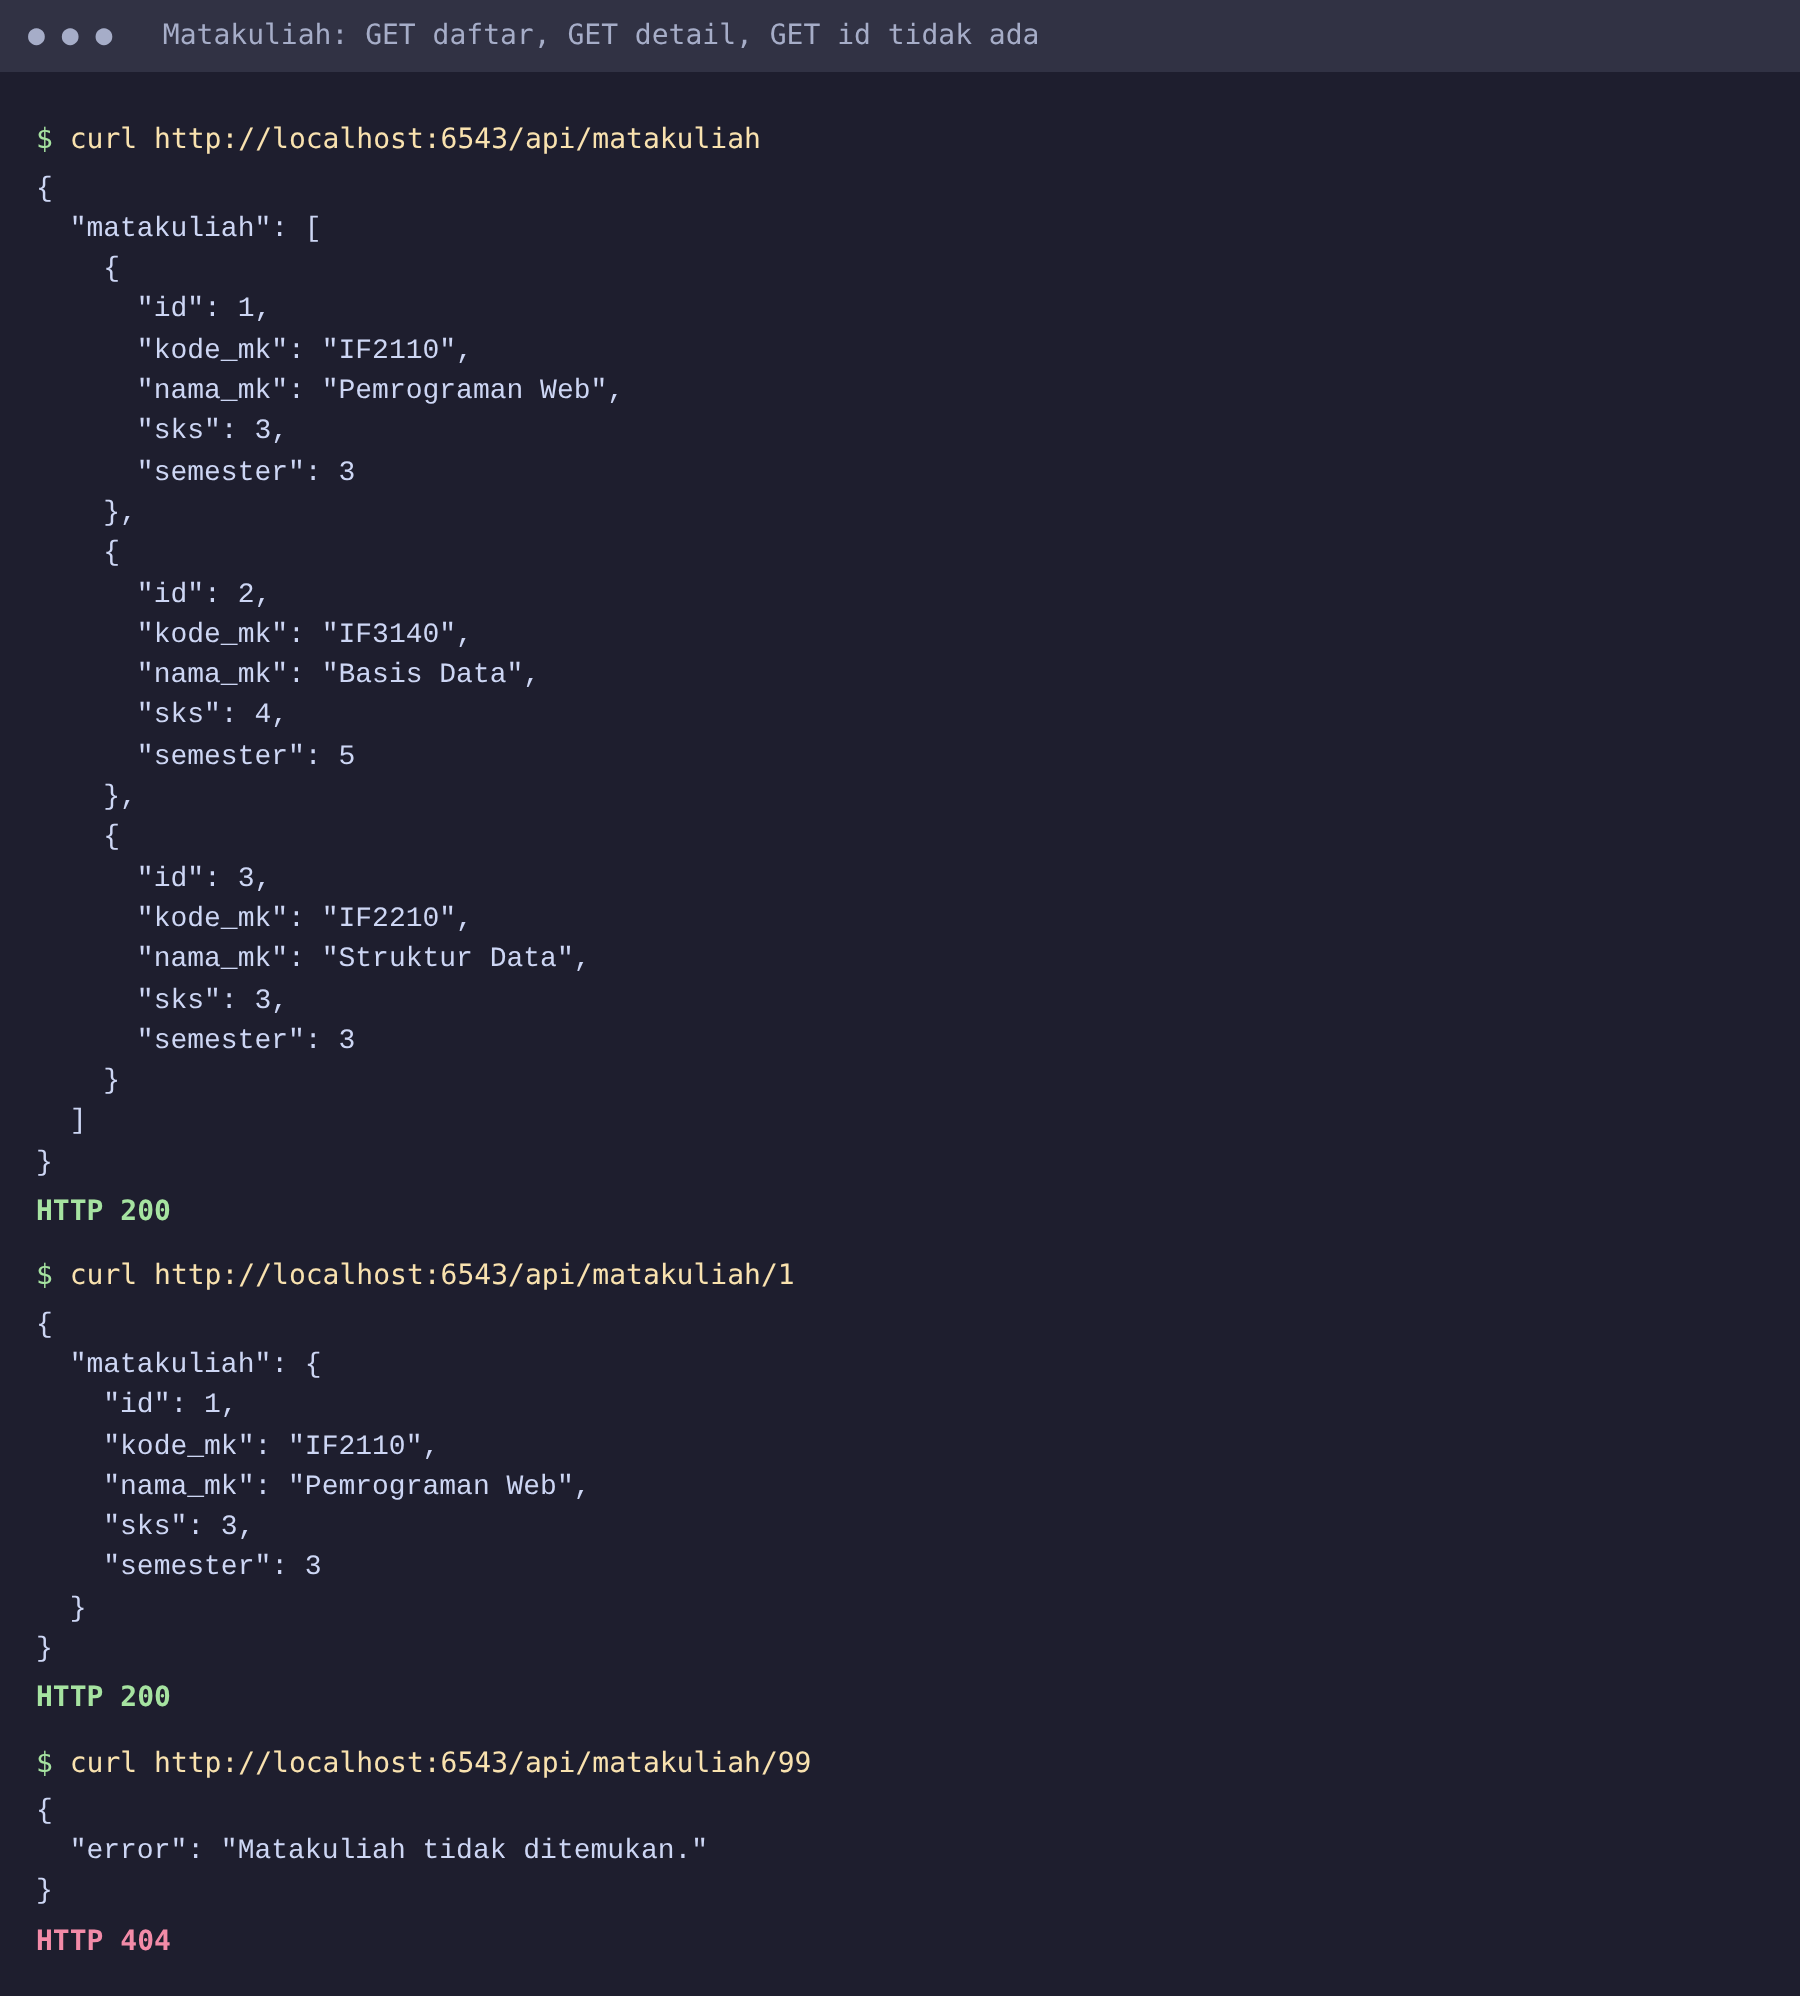 Matakuliah: GET daftar, GET detail, GET id tidak ada
$ curl http://localhost:6543/api/matakuliah
{
  "matakuliah": [
    {
      "id": 1,
      "kode_mk": "IF2110",
      "nama_mk": "Pemrograman Web",
      "sks": 3,
      "semester": 3
    },
    {
      "id": 2,
      "kode_mk": "IF3140",
      "nama_mk": "Basis Data",
      "sks": 4,
      "semester": 5
    },
    {
      "id": 3,
      "kode_mk": "IF2210",
      "nama_mk": "Struktur Data",
      "sks": 3,
      "semester": 3
    }
  ]
}
HTTP 200
$ curl http://localhost:6543/api/matakuliah/1
{
  "matakuliah": {
    "id": 1,
    "kode_mk": "IF2110",
    "nama_mk": "Pemrograman Web",
    "sks": 3,
    "semester": 3
  }
}
HTTP 200
$ curl http://localhost:6543/api/matakuliah/99
{
  "error": "Matakuliah tidak ditemukan."
}
HTTP 404